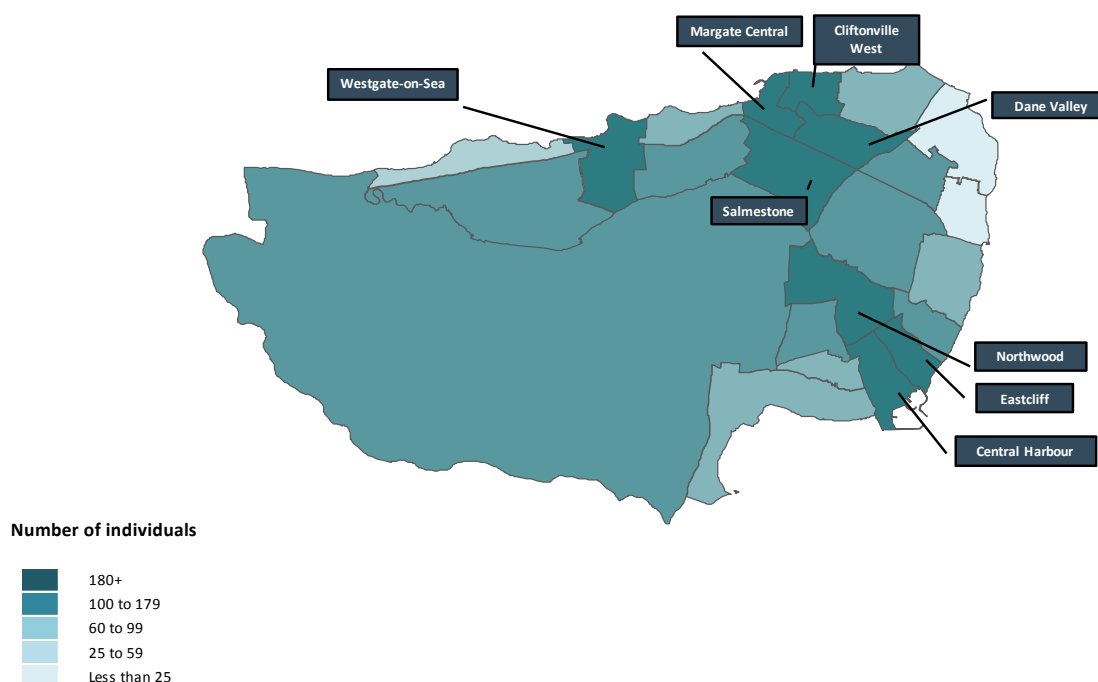 Margate Central
Cliftonville
West
Westgate-on-Sea
Dane Valley
Salmestone
Northwood
Eastcliff
Central Harbour
Number of individuals
180+
100 to 179
60 to 99
25 to 59
Less than 25